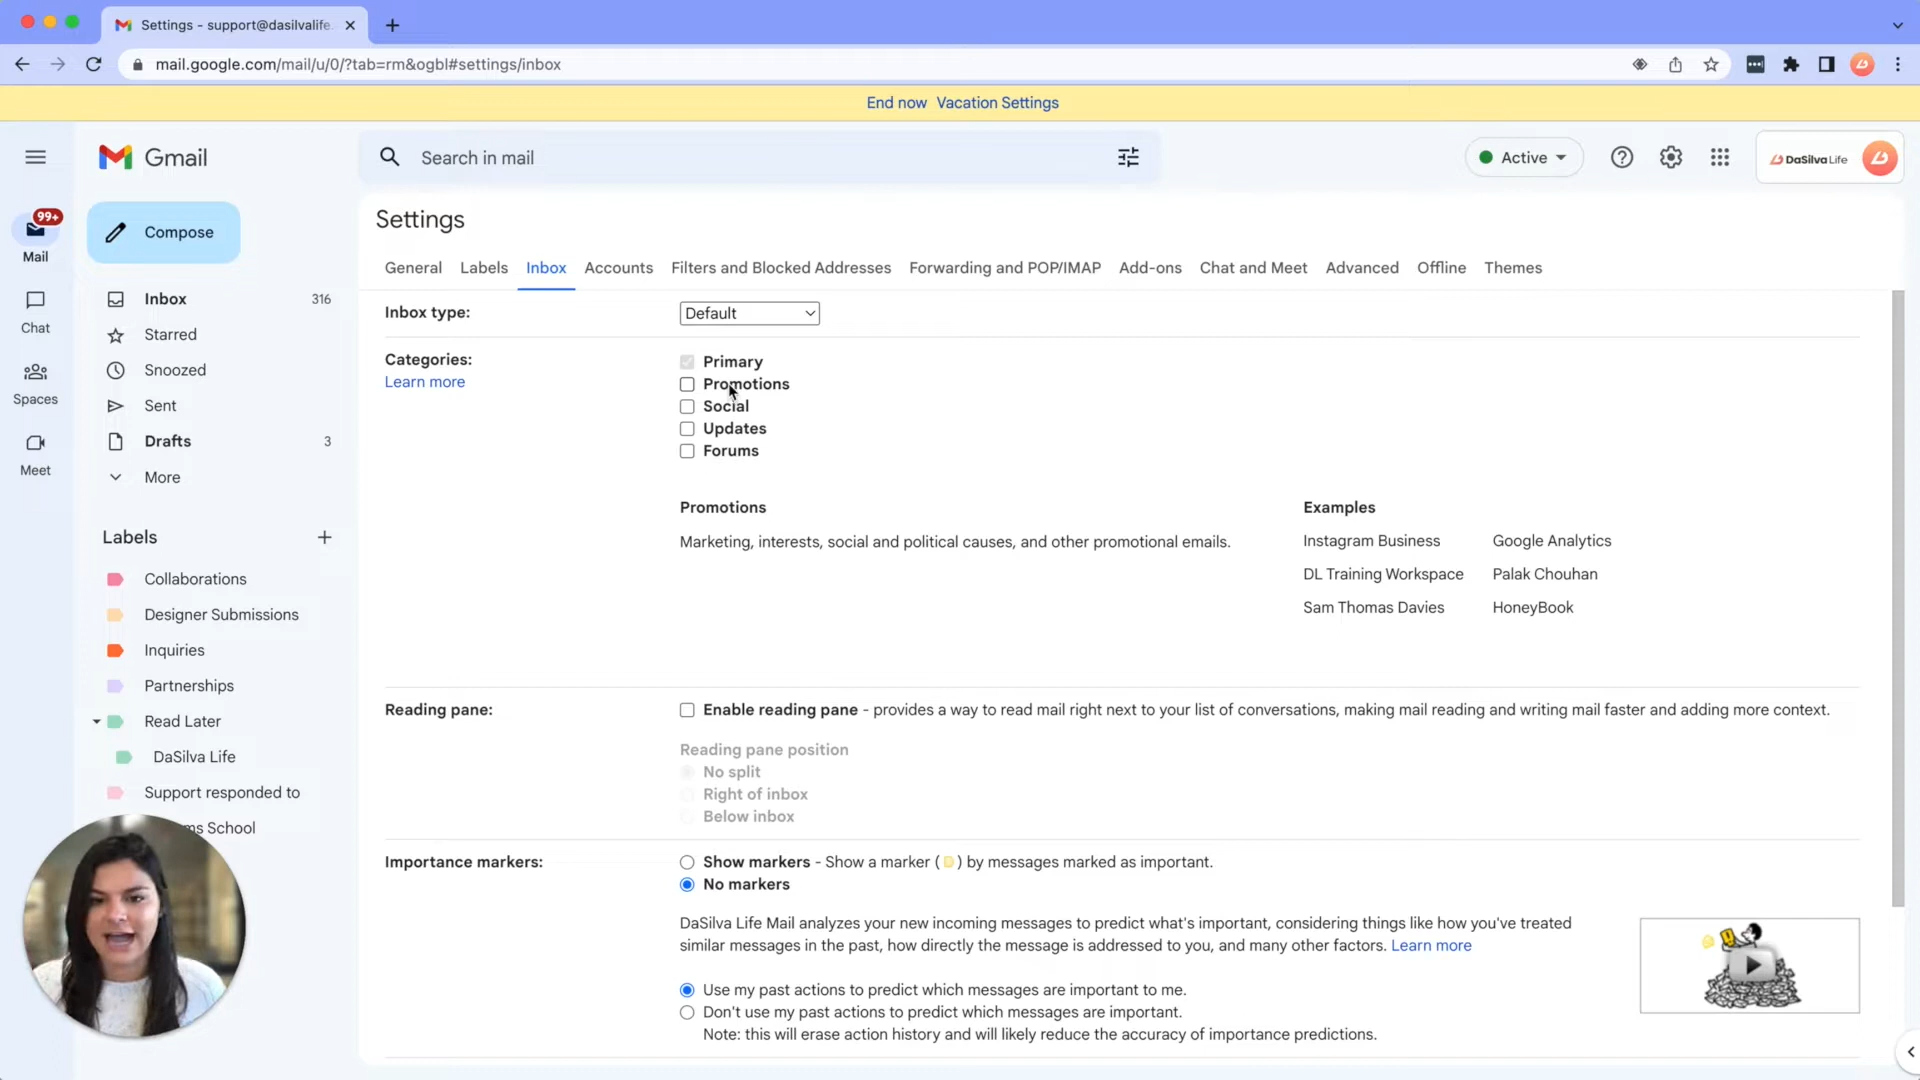 Settings - support@dasilvalife.
mail.google.com/mail/u/0/?tab=rm&ogbl#settings/inbox
End now Vacation Settings
Gmail
Search in mail
Active
DaSilva Life
99+
Mail
Chat
Spaces
Meet
Compose
Inbox 316
Starred
Snoozed
Sent
Drafts 3
More
Labels
Collaborations
Designer Submissions
Inquiries
Partnerships
Read Later
DaSilva Life
Support responded to
ms School
Settings
General Labels Inbox Accounts Filters and Blocked Addresses Forwarding and POP/IMAP Add-ons Chat and Meet Advanced Offline Themes
Inbox type: Default
Categories:
Learn more
Primary
Promotions
Social
Updates
Forums
Promotions
Marketing, interests, social and political causes, and other promotional emails.
Examples
Instagram Business Google Analytics
DL Training Workspace Palak Chouhan
Sam Thomas Davies HoneyBook
Reading pane:
Enable reading pane - provides a way to read mail right next to your list of conversations, making mail reading and writing mail faster and adding more context.
Reading pane position
No split
Right of inbox
Below inbox
Importance markers:
Show markers - Show a marker ( ) by messages marked as important.
No markers
DaSilva Life Mail analyzes your new incoming messages to predict what's important, considering things like how you've treated
similar messages in the past, how directly the message is addressed to you, and many other factors. Learn more
Use my past actions to predict which messages are important to me.
Don't use my past actions to predict which messages are important.
Note: this will erase action history and will likely reduce the accuracy of importance predictions.